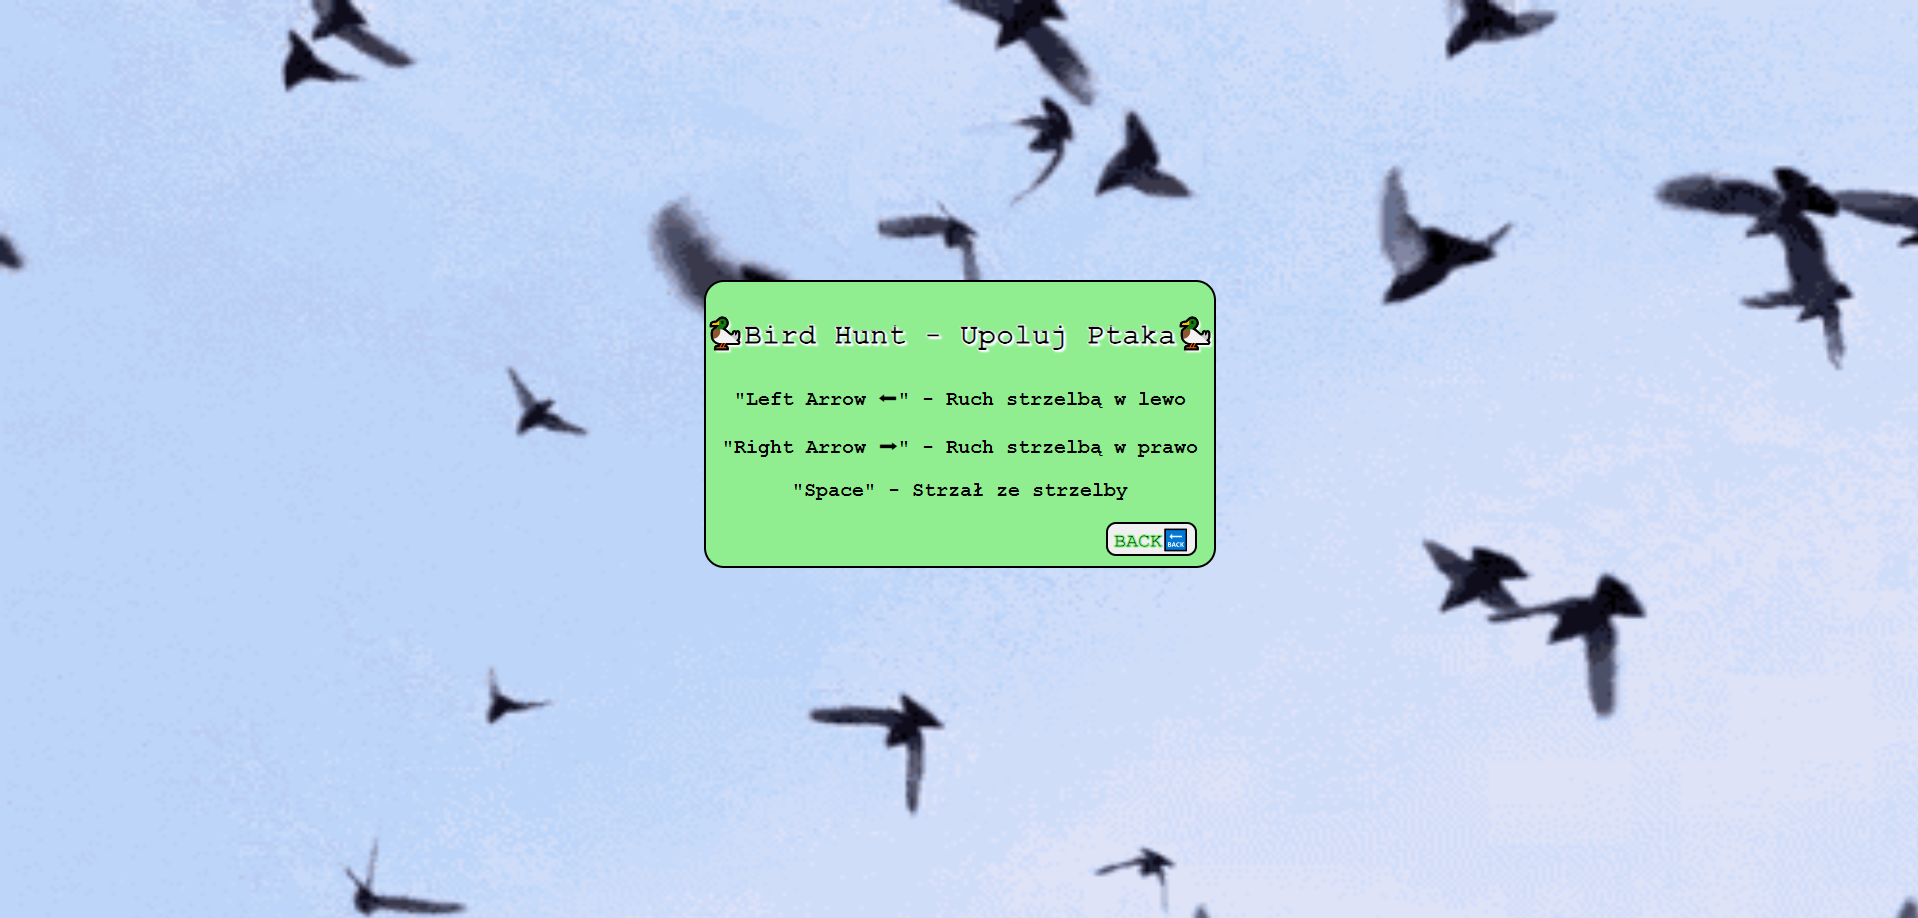 🦆Bird Hunt - Upoluj Ptaka🦆
"Left Arrow ⬅" - Ruch strzelbą w lewo
"Right Arrow ➡" - Ruch strzelbą w prawo
"Space" - Strzał ze strzelby
BACK🔙